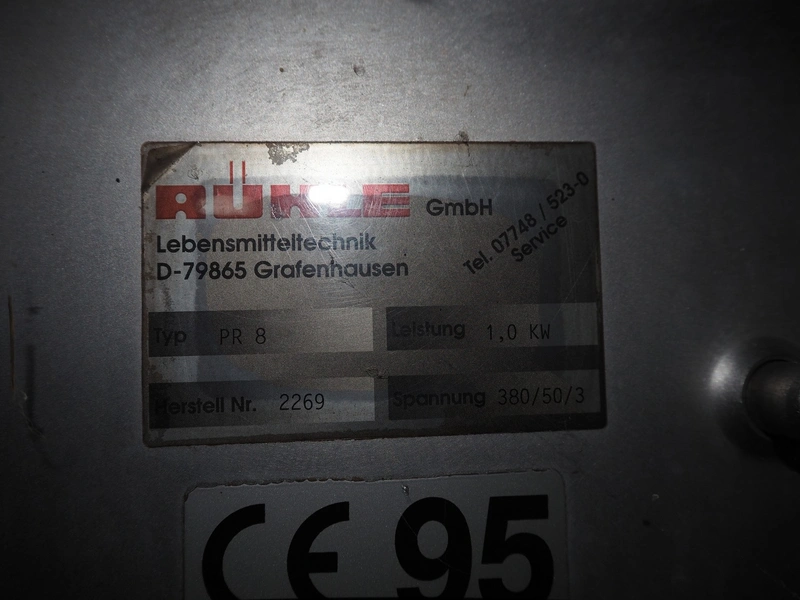 RÜHLE GmbH
Lebensmitteltechnik
D-79865 Grafenhausen
Tel. 07748 / 523-0
Service
Typ PR 8
Leistung 1,0 KW
Herstell Nr. 2269
Spannung 380/50/3
CE 95